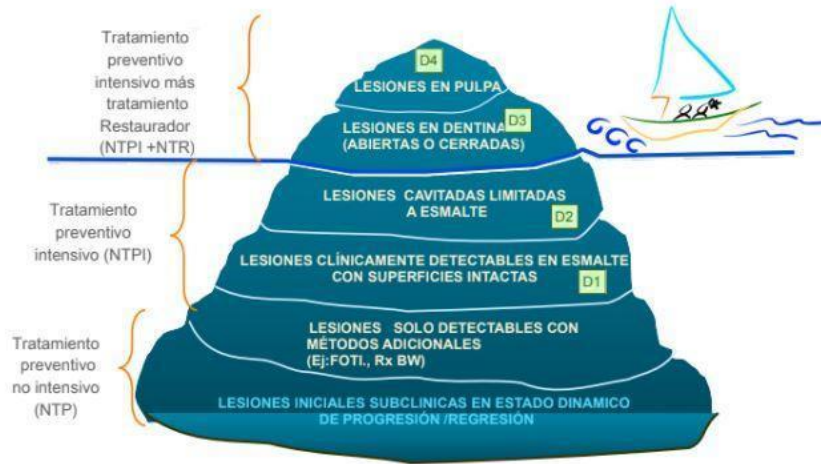 Tratamiento
preventivo
intensivo más
tratamiento
Restaurador
(NTPI +NTR)
D4
LESIONES EN PULPA
D3
LESIONES EN DENTINA
(ABIERTAS O CERRADAS)
Tratamiento
preventivo
intensivo (NTPI)
LESIONES CAVITADAS LIMITADAS
A ESMALTE
D2
LESIONES CLÍNICAMENTE DETECTABLES EN ESMALTE
CON SUPERFICIES INTACTAS
D1
Tratamiento
preventivo
no intensivo
(NTP)
LESIONES SOLO DETECTABLES CON
MÉTODOS ADICIONALES
(Ej:FOTI., Rx BW)
LESIONES INICIALES SUBCLINICAS EN ESTADO DINAMICO
DE PROGRESIÓN /REGRESIÓN